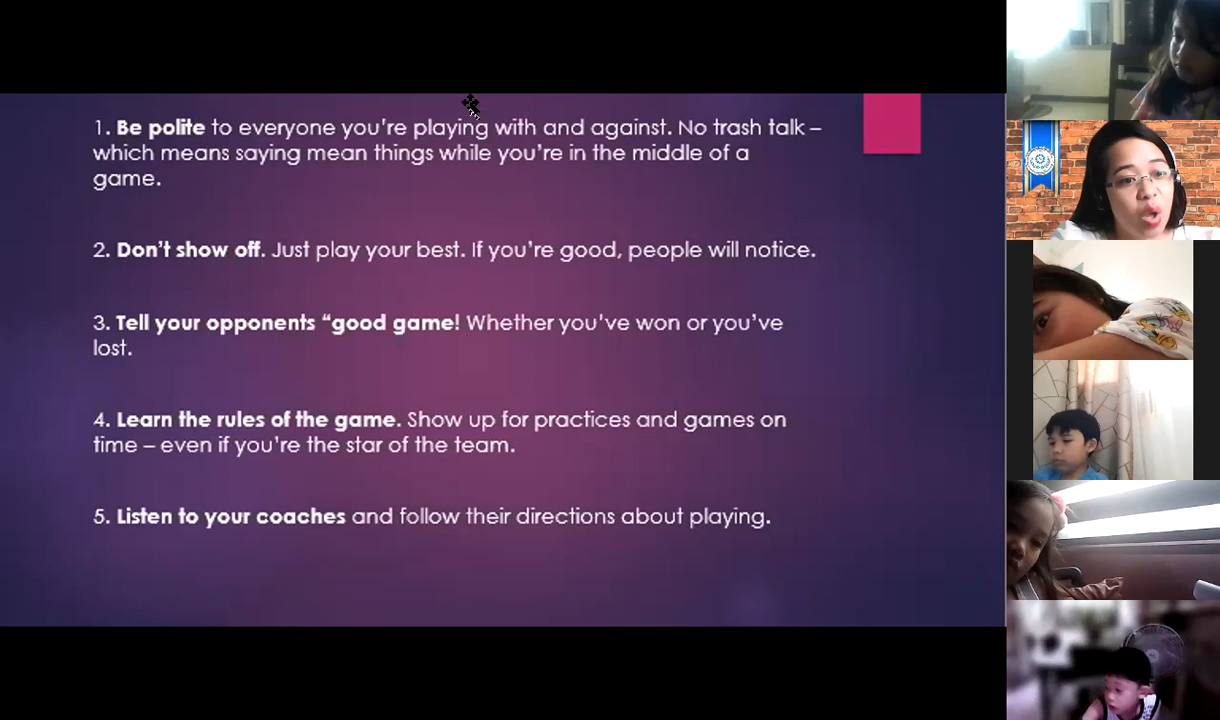 1. Be polite to everyone you're playing with and against. No trash talk –
which means saying mean things while you're in the middle of a
game.
2. Don't show off. Just play your best. If you're good, people will notice.
3. Tell your opponents “good game! Whether you've won or you've
lost.
4. Learn the rules of the game. Show up for practices and games on
time – even if you're the star of the team.
5. Listen to your coaches and follow their directions about playing.